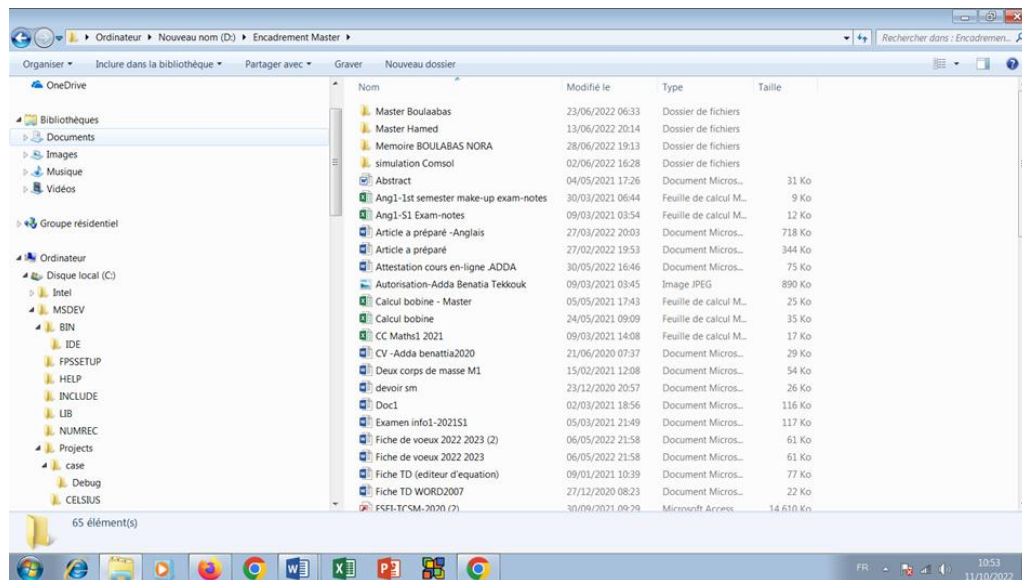 Ordinateur ▸ Nouveau nom (D:) ▸ Encadrement Master ▸
Rechercher dans : Encadremen...
Organiser Inclure dans la bibliothèque Partager avec Graver Nouveau dossier
OneDrive
Bibliothèques
Documents
Images
Musique
Vidéos
Groupe résidentiel
Ordinateur
Disque local (C:)
Intel
MSDEV
BIN
IDE
FPSSETUP
HELP
INCLUDE
LIB
NUMREC
Projects
case
Debug
CELSIUS
Nom Modifié le Type Taille
Master Boulaabas 23/06/2022 06:33 Dossier de fichiers
Master Hamed 13/06/2022 20:14 Dossier de fichiers
Memoire BOULABAS NORA 28/06/2022 19:13 Dossier de fichiers
simulation Comsol 02/06/2022 16:28 Dossier de fichiers
Abstract 04/05/2021 17:26 Document Micros... 31 Ko
Ang1-1st semester make-up exam-notes 30/03/2021 06:44 Feuille de calcul M... 9 Ko
Ang1-S1 Exam-notes 09/03/2021 03:54 Feuille de calcul M... 12 Ko
Article a préparé -Anglais 27/03/2022 20:03 Document Micros... 718 Ko
Article a préparé 27/02/2022 19:53 Document Micros... 344 Ko
Attestation cours en-ligne .ADDA 30/05/2022 16:46 Document Micros... 75 Ko
Autorisation-Adda Benatia Tekkouk 09/03/2021 03:45 Image JPEG 890 Ko
Calcul bobine - Master 05/05/2021 17:43 Feuille de calcul M... 25 Ko
Calcul bobine 24/05/2021 09:09 Feuille de calcul M... 35 Ko
CC Maths1 2021 09/03/2021 14:08 Feuille de calcul M... 17 Ko
CV -Adda benattia2020 21/06/2020 07:37 Document Micros... 29 Ko
Deux corps de masse M1 15/02/2021 12:08 Document Micros... 54 Ko
devoir sm 23/12/2020 20:57 Document Micros... 26 Ko
Doc1 02/03/2021 18:56 Document Micros... 116 Ko
Examen info1-2021S1 05/03/2021 21:49 Document Micros... 117 Ko
Fiche de voeux 2022 2023 (2) 06/05/2022 21:58 Document Micros... 61 Ko
Fiche de voeux 2022 2023 06/05/2022 21:58 Document Micros... 61 Ko
Fiche TD (editeur d'equation) 09/01/2021 10:39 Document Micros... 77 Ko
Fiche TD WORD2007 27/12/2020 08:23 Document Micros... 22 Ko
FSEI-TCSM-2020 (2) 30/09/2021 09:29 Microsoft Access 14 610 Ko
65 élément(s)
FR
10:53
11/10/2022